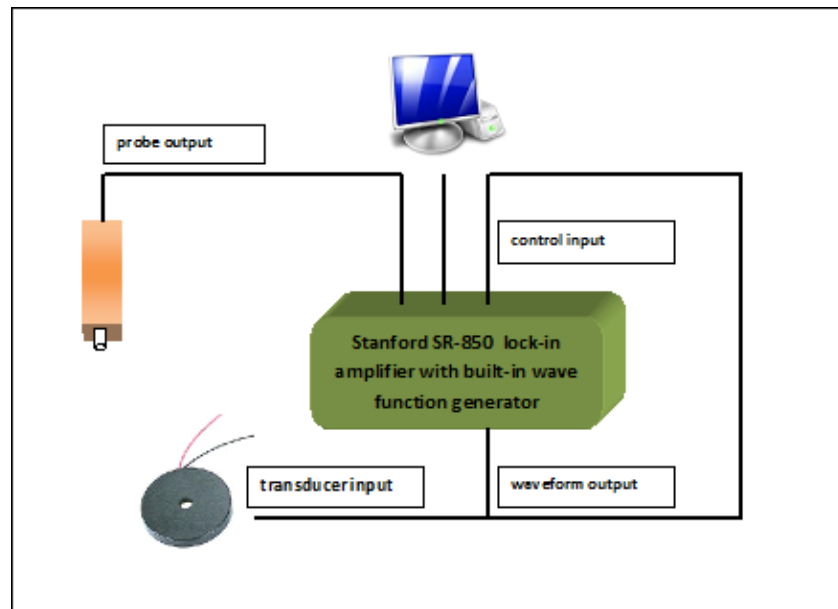 probe output
control input
Stanford SR-850 lock-in
amplifier with built-in wave
function generator
transducer input
waveform output